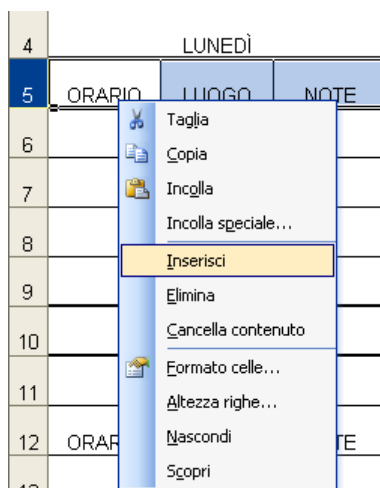 4 LUNEDÌ
5 ORARIO LUOGO NOTE
Taglia
6 Copia
7 Incolla
Incolla speciale...
8
Inserisci
9 Elimina
10 Cancella contenuto
Formato celle...
11 Altezza righe...
12 Nascondi
Scopri